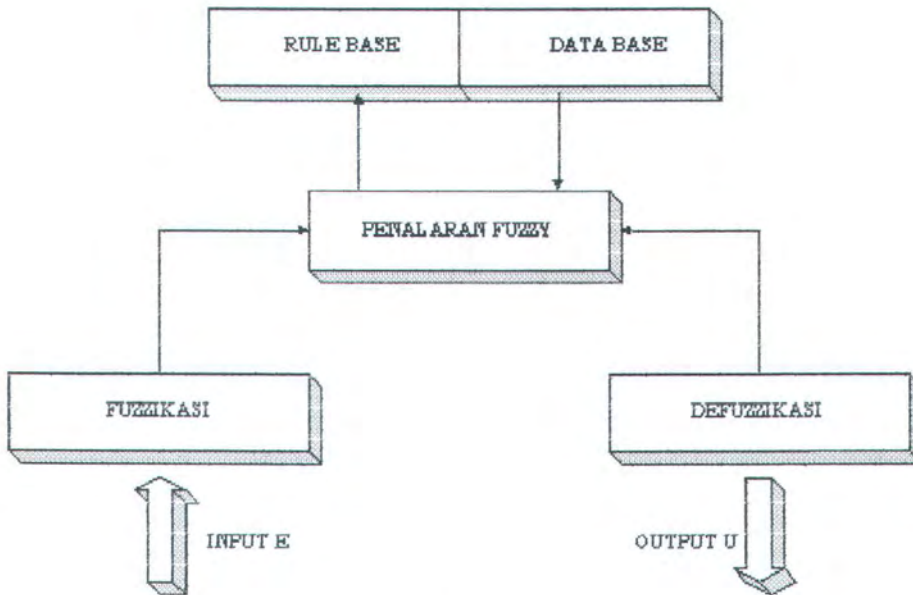 RULE BASE
DATA BASE
PENALARAN FUZZY
FUZZIKASI
DEFUZZIKASI
INPUT E
OUTPUT U